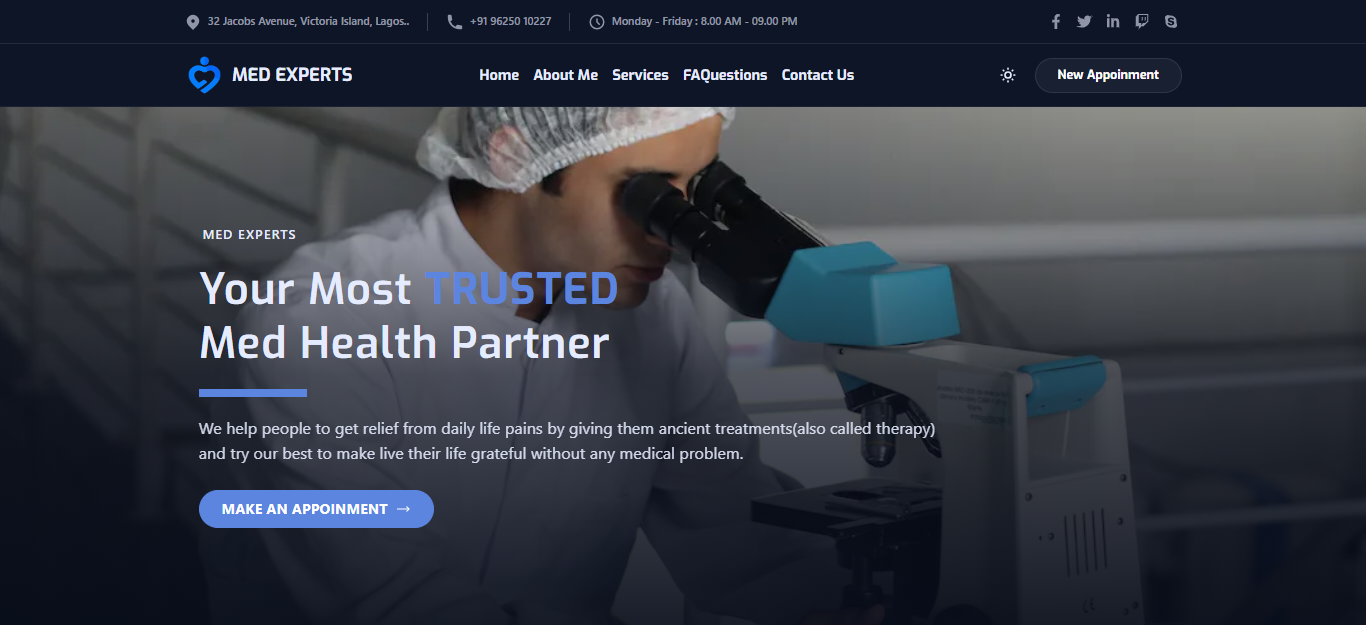 32 Jacobs Avenue, Victoria Island, Lagos..
+91 96250 10227
Monday - Friday : 8.00 AM - 09.00 PM
MED EXPERTS
Home About Me Services FAQuestions Contact Us
New Appoinment
MED EXPERTS
Your Most TRUSTED
Med Health Partner
We help people to get relief from daily life pains by giving them ancient treatments(also called therapy)
and try our best to make live their life grateful without any medical problem.
MAKE AN APPOINMENT →
CE